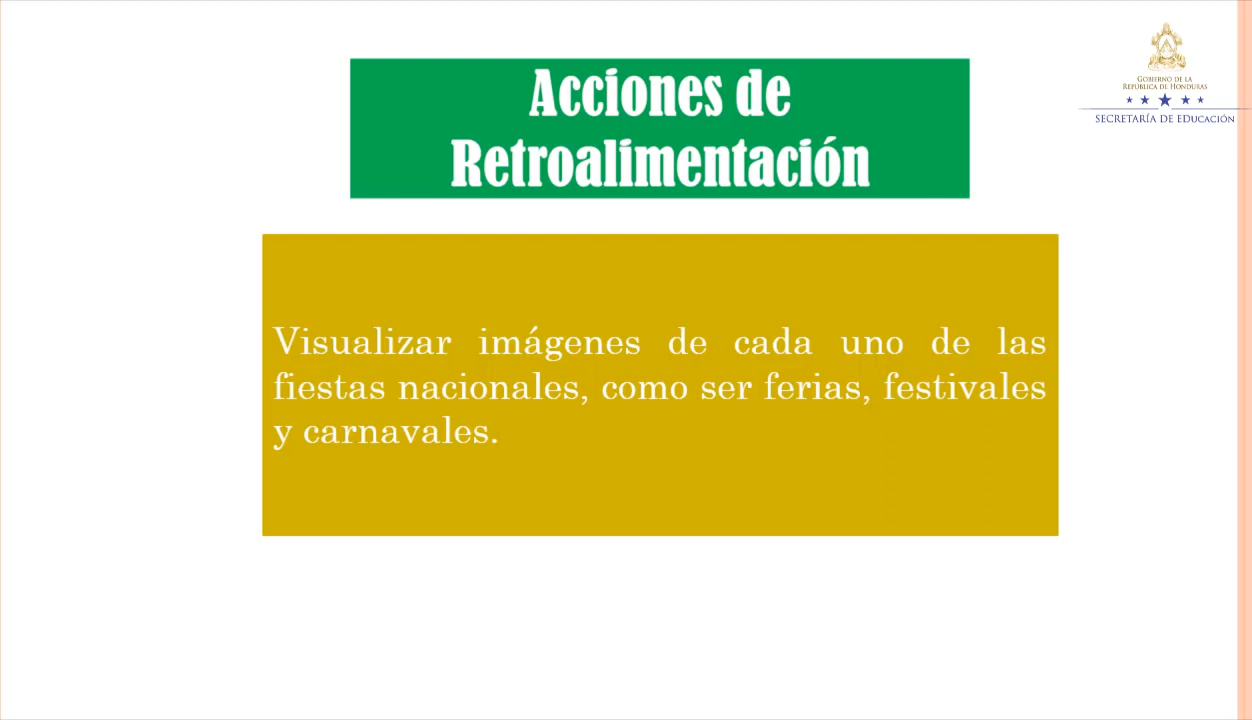 Acciones de
Retroalimentación
GOBIERNO DE LA
REPÚBLICA DE HONDURAS
SECRETARÍA DE EDUCACIÓN
Visualizar imágenes de cada uno de las
fiestas nacionales, como ser ferias, festivales
y carnavales.